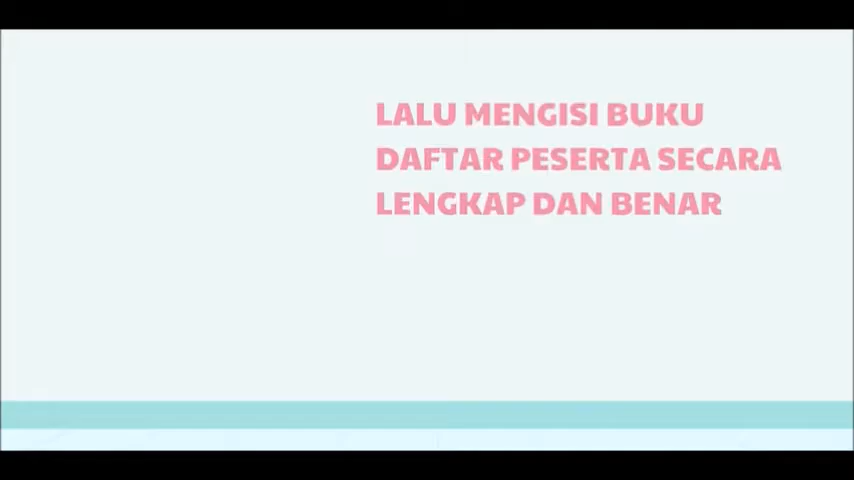 LALU MENGISI BUKU
DAFTAR PESERTA SECARA
LENGKAP DAN BENAR